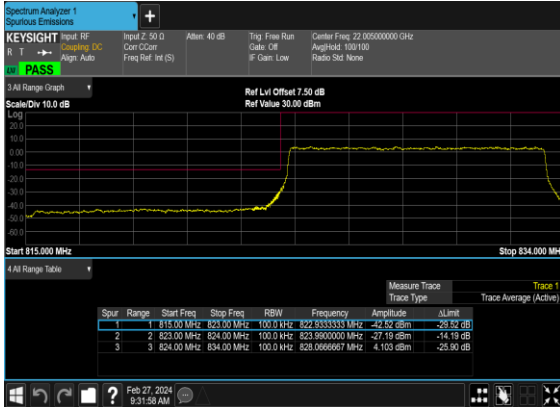 Spectrum Analyzer 1
Spurious Emissions
KEYSIGHT Input: RF Input Z: 50 Ω Atten: 40 dB Trig: Free Run Center Freq: 22.005000000 GHz
R T Coupling: DC Corr CCorr Gate: Off Avg|Hold: 100/100
Align: Auto Freq Ref: Int (S) IF Gain: Low Radio Std: None
PASS
3 All Range Graph
Ref Lvl Offset 7.50 dB
Scale/Div 10.0 dB Ref Value 30.00 dBm
Log
20.0
10.0
0.00
-10.0
-20.0
-30.0
-40.0
-50.0
-60.0
Start 815.000 MHz Stop 834.000 MH
4 All Range Table
Measure Trace Trace 1
Trace Type Trace Average (Active)
Spur Range Start Freq Stop Freq RBW Frequency Amplitude ΔLimit
1 1 815.00 MHz 823.00 MHz 100.0 kHz 822.9333333 MHz -42.52 dBm -29.52 dB
2 2 823.00 MHz 824.00 MHz 100.0 kHz 823.9900000 MHz -27.19 dBm -14.19 dB
3 3 824.00 MHz 834.00 MHz 100.0 kHz 828.0666667 MHz 4.103 dBm -25.90 dB
Feb 27, 2024
9:31:58 AM